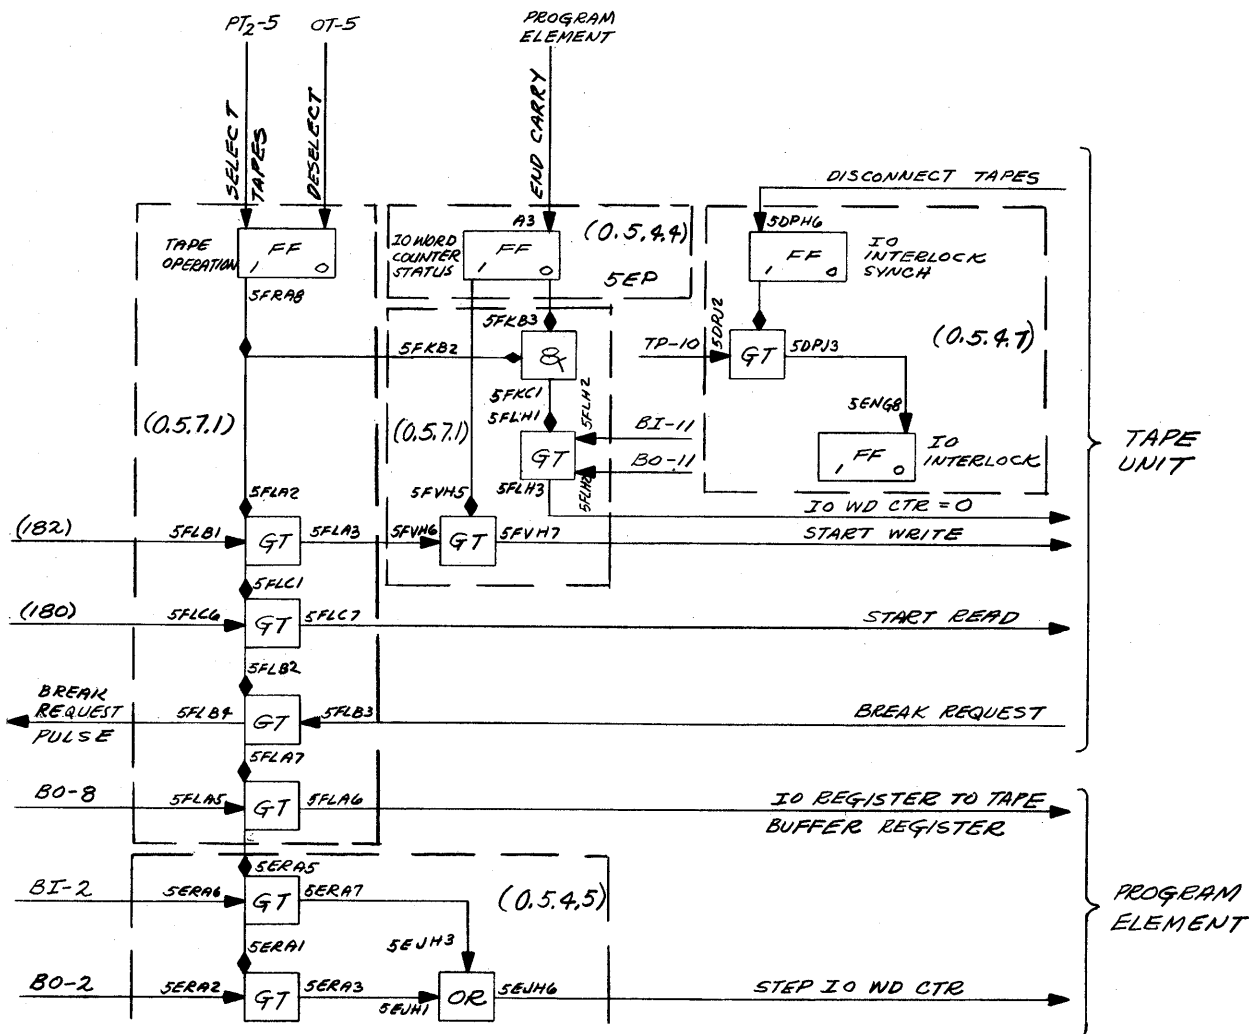 PT2-5 OT-5 PROGRAM ELEMENT
SELECT TAPES
DESELECT
END CARRY
DISCONNECT TAPES
TAPE OPERATION
FF
1 0
5FRA8
IO WORD COUNTER STATUS
A3
FF
1 0
(0.5.4.4)
5EP
5DPH6
FF
1 0
IO INTERLOCK SYNCH
5FKB3
5FKB2
&
5FKC1
5FLH1
5FLH2
GT
5FLH3
BI-11
BO-11
TP-10
5DPJ2
GT
5DPJ3
(0.5.4.7)
5ENG8
FF
1 0
IO INTERLOCK
(0.5.7.1)
(0.5.7.1)
TAPE UNIT
IO WD CTR = 0
5FLA2
5FVH5
(182)
5FLB1
GT
5FLA3
5FVH6
GT
5FVH7
START WRITE
5FLC1
(180)
5FLC6
GT
5FLC7
START READ
5FLB2
BREAK REQUEST PULSE
5FLB4
GT
5FLB3
BREAK REQUEST
5FLA7
BO-8
5FLA5
GT
5FLA6
IO REGISTER TO TAPE
BUFFER REGISTER
5ERA5
BI-2
5ERA6
GT
5ERA7
(0.5.4.5)
PROGRAM ELEMENT
5EJH3
5ERA1
BO-2
5ERA2
GT
5ERA3
5EJH1
OR
5EJH6
STEP IO WD CTR